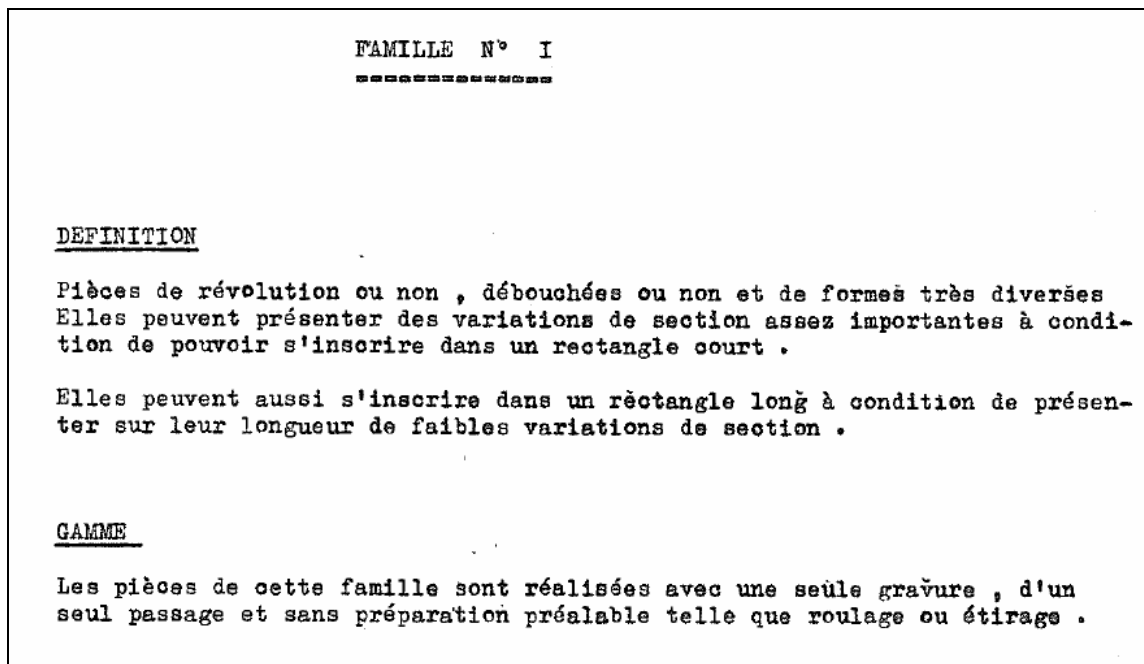 FAMILLE N° I
DEFINITION
Pièces de révolution ou non , débouchées ou non et de formes très diverses
Elles peuvent présenter des variations de section assez importantes à condi-
tion de pouvoir s'inscrire dans un rectangle court .
Elles peuvent aussi s'inscrire dans un rectangle long à condition de présen-
ter sur leur longueur de faibles variations de section .
GAMME
Les pièces de cette famille sont réalisées avec une seule gravure , d'un
seul passage et sans préparation préalable telle que roulage ou étirage .